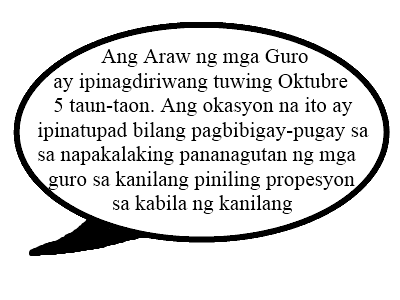 Ang Araw ng mga Guro
ay ipinagdiriwang tuwing Oktubre
5 taun-taon. Ang okasyon na ito ay
ipinatupad bilang pagbibigay-pugay sa
sa napakalaking pananagutan ng mga
guro sa kanilang piniling propesyon
sa kabila ng kanilang